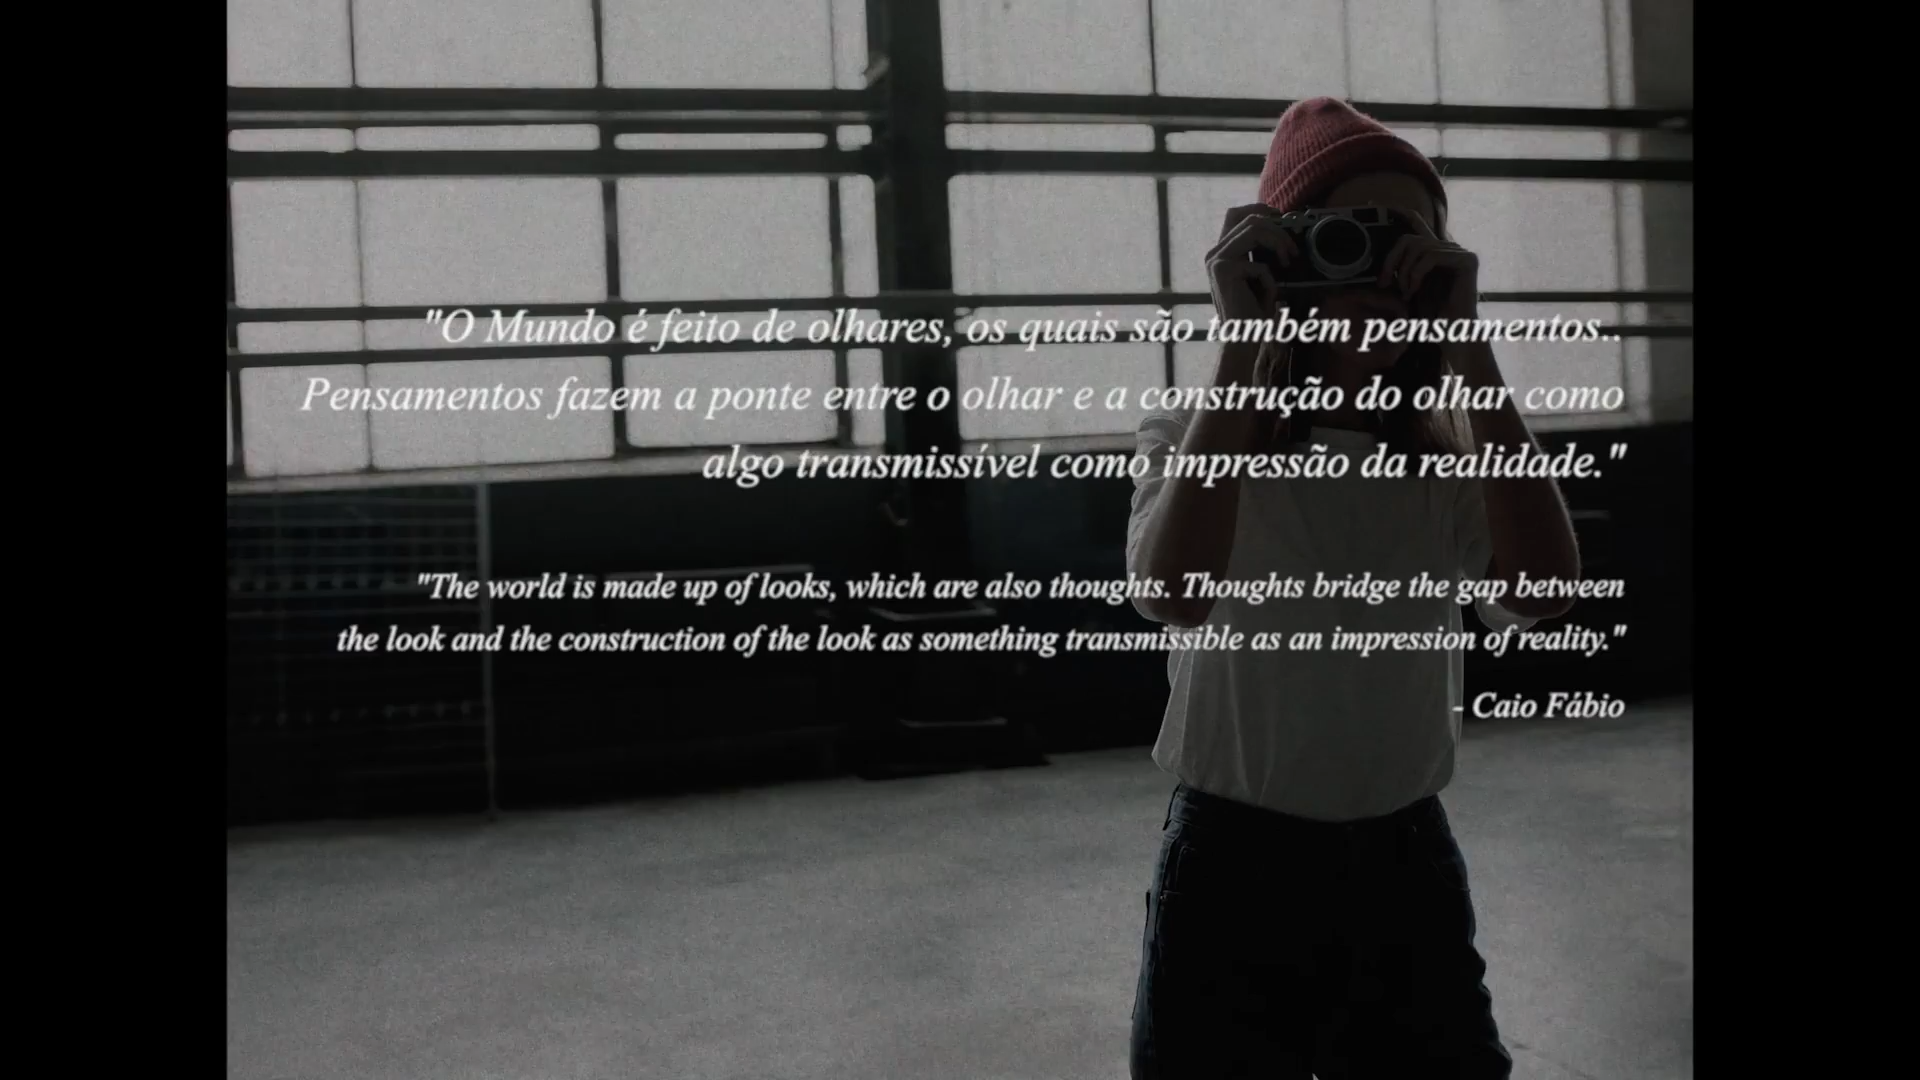 "O Mundo é feito de olhares, os quais são também pensamentos..
Pensamentos fazem a ponte entre o olhar e a construção do olhar como
algo transmissível como impressão da realidade."
"The world is made up of looks, which are also thoughts. Thoughts bridge the gap between
the look and the construction of the look as something transmissible as an impression of reality."
- Caio Fábio